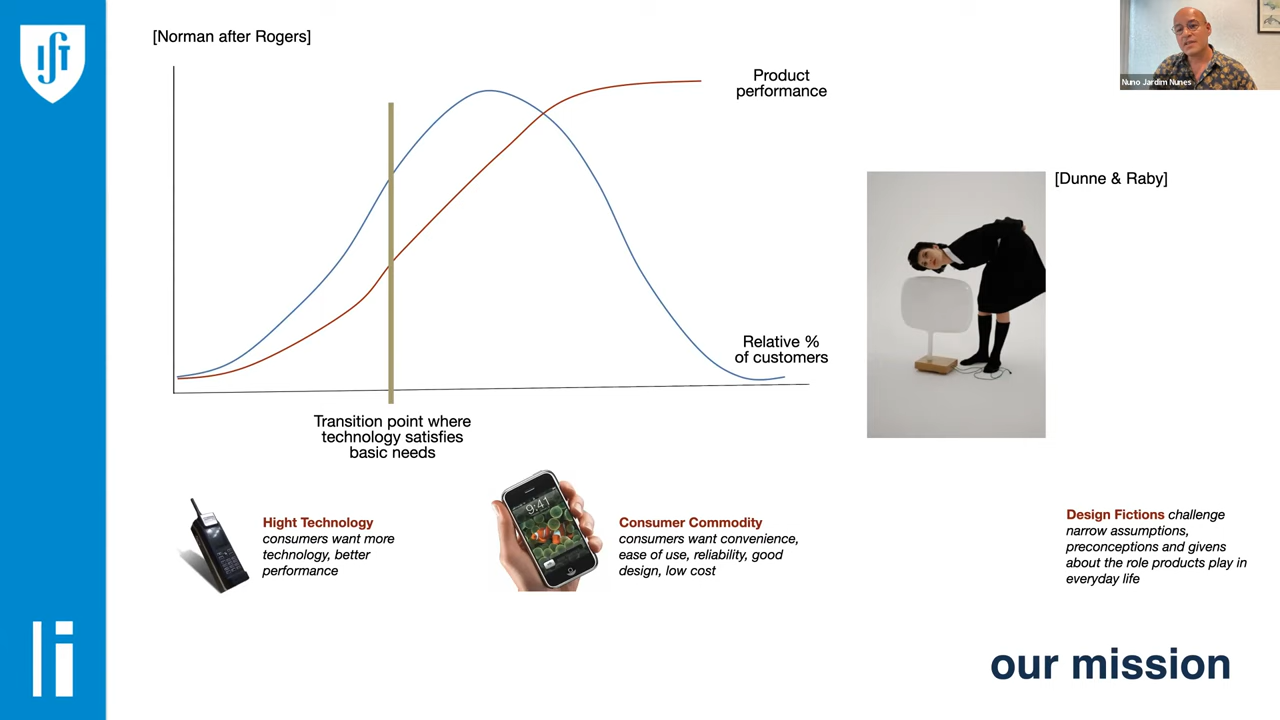 [Norman after Rogers]
Nuno Jardim Nunes
Product
performance
[Dunne & Raby]
Relative %
of customers
Transition point where
technology satisfies
basic needs
Hight Technology
consumers want more
technology, better
performance
9:41
Consumer Commodity
consumers want convenience,
ease of use, reliability, good
design, low cost
Design Fictions challenge
narrow assumptions,
preconceptions and givens
about the role products play in
everyday life
our mission
li